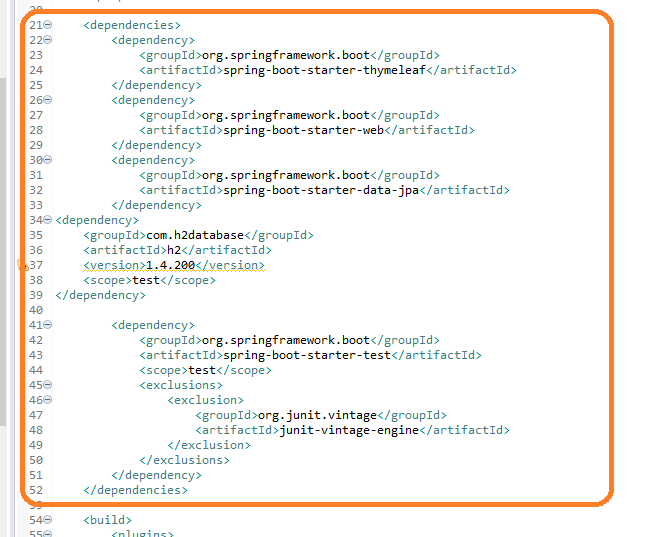 20
21 <dependencies>
22 <dependency>
23 <groupId>org.springframework.boot</groupId>
24 <artifactId>spring-boot-starter-thymeleaf</artifactId>
25 </dependency>
26 <dependency>
27 <groupId>org.springframework.boot</groupId>
28 <artifactId>spring-boot-starter-web</artifactId>
29 </dependency>
30 <dependency>
31 <groupId>org.springframework.boot</groupId>
32 <artifactId>spring-boot-starter-data-jpa</artifactId>
33 </dependency>
34 <dependency>
35 <groupId>com.h2database</groupId>
36 <artifactId>h2</artifactId>
37 <version>1.4.200</version>
38 <scope>test</scope>
39 </dependency>
40
41 <dependency>
42 <groupId>org.springframework.boot</groupId>
43 <artifactId>spring-boot-starter-test</artifactId>
44 <scope>test</scope>
45 <exclusions>
46 <exclusion>
47 <groupId>org.junit.vintage</groupId>
48 <artifactId>junit-vintage-engine</artifactId>
49 </exclusion>
50 </exclusions>
51 </dependency>
52 </dependencies>
53
54 <build>
55 <plugins>